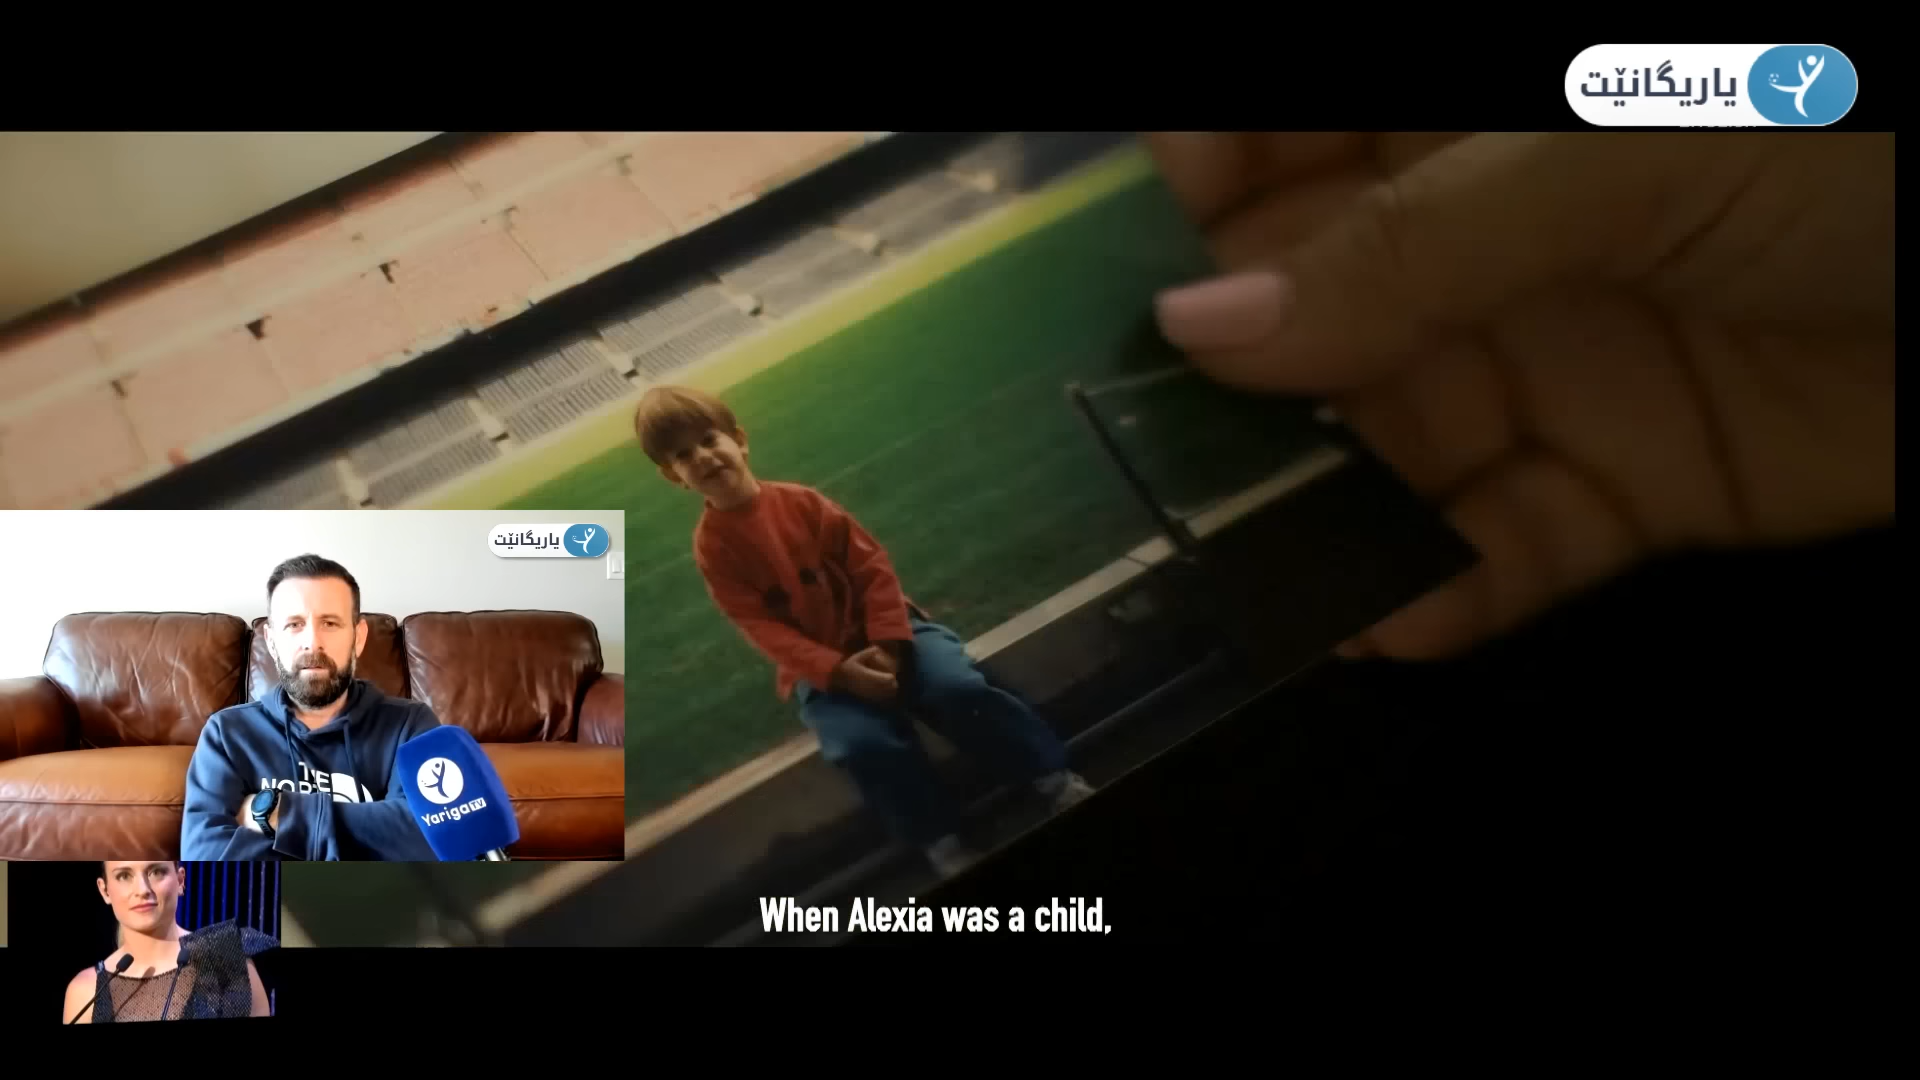 یاریگانێت
یاریگانێت
THE
NORTH
Yariga TV
When Alexia was a child,